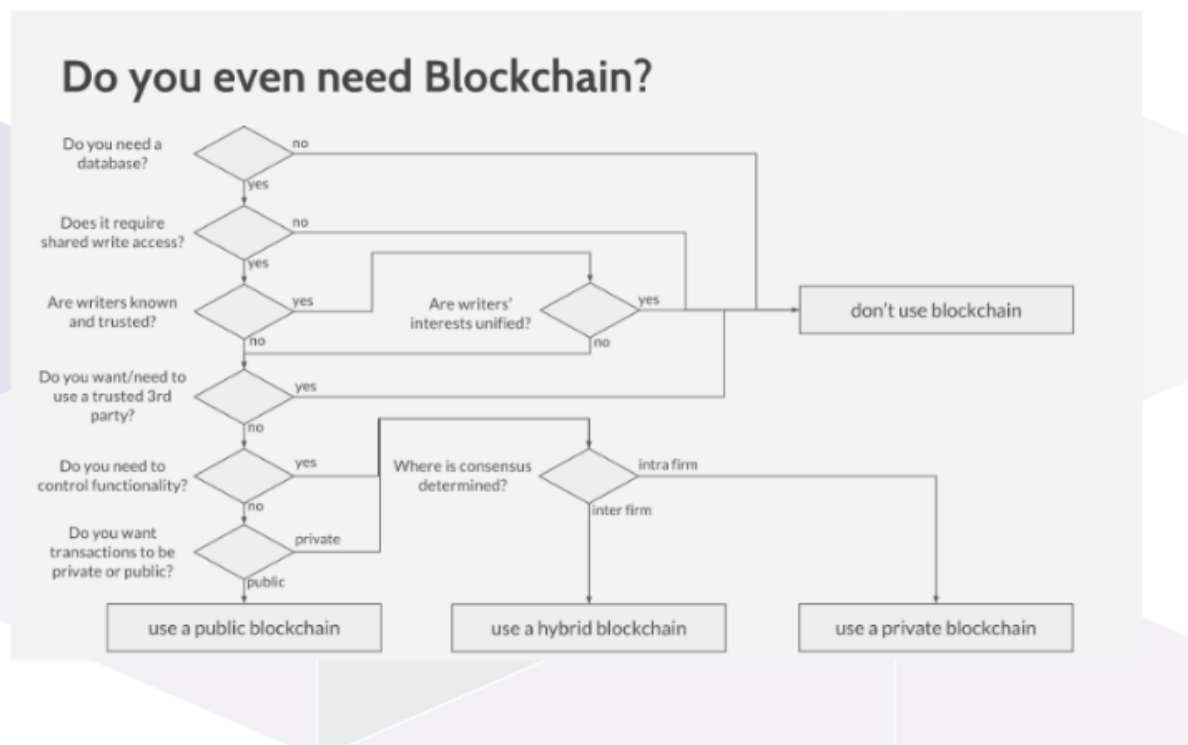 Do you even need Blockchain?
Do you need a
database?
no
yes
Does it require
shared write access?
no
yes
Are writers known
and trusted?
yes
no
Are writers'
interests unified?
yes
no
don't use blockchain
Do you want/need to
use a trusted 3rd
party?
yes
no
Do you need to
control functionality?
yes
no
Where is consensus
determined?
intra firm
inter firm
Do you want
transactions to be
private or public?
private
public
use a public blockchain
use a hybrid blockchain
use a private blockchain